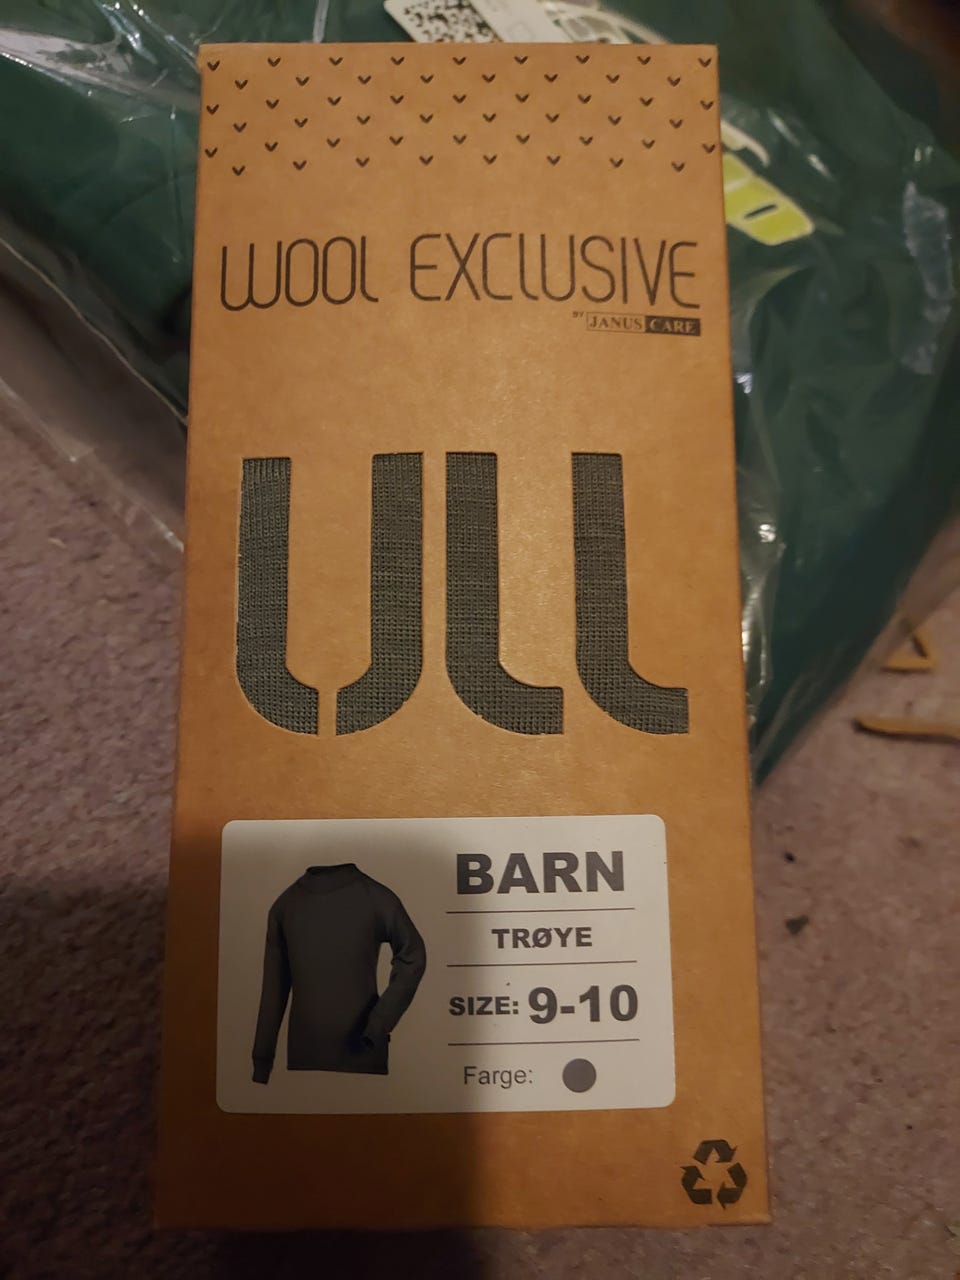 WOOL EXCLUSIVE
BY JANUS CARE
ULL
BARN
TRØYE
SIZE: 9-10
Farge: